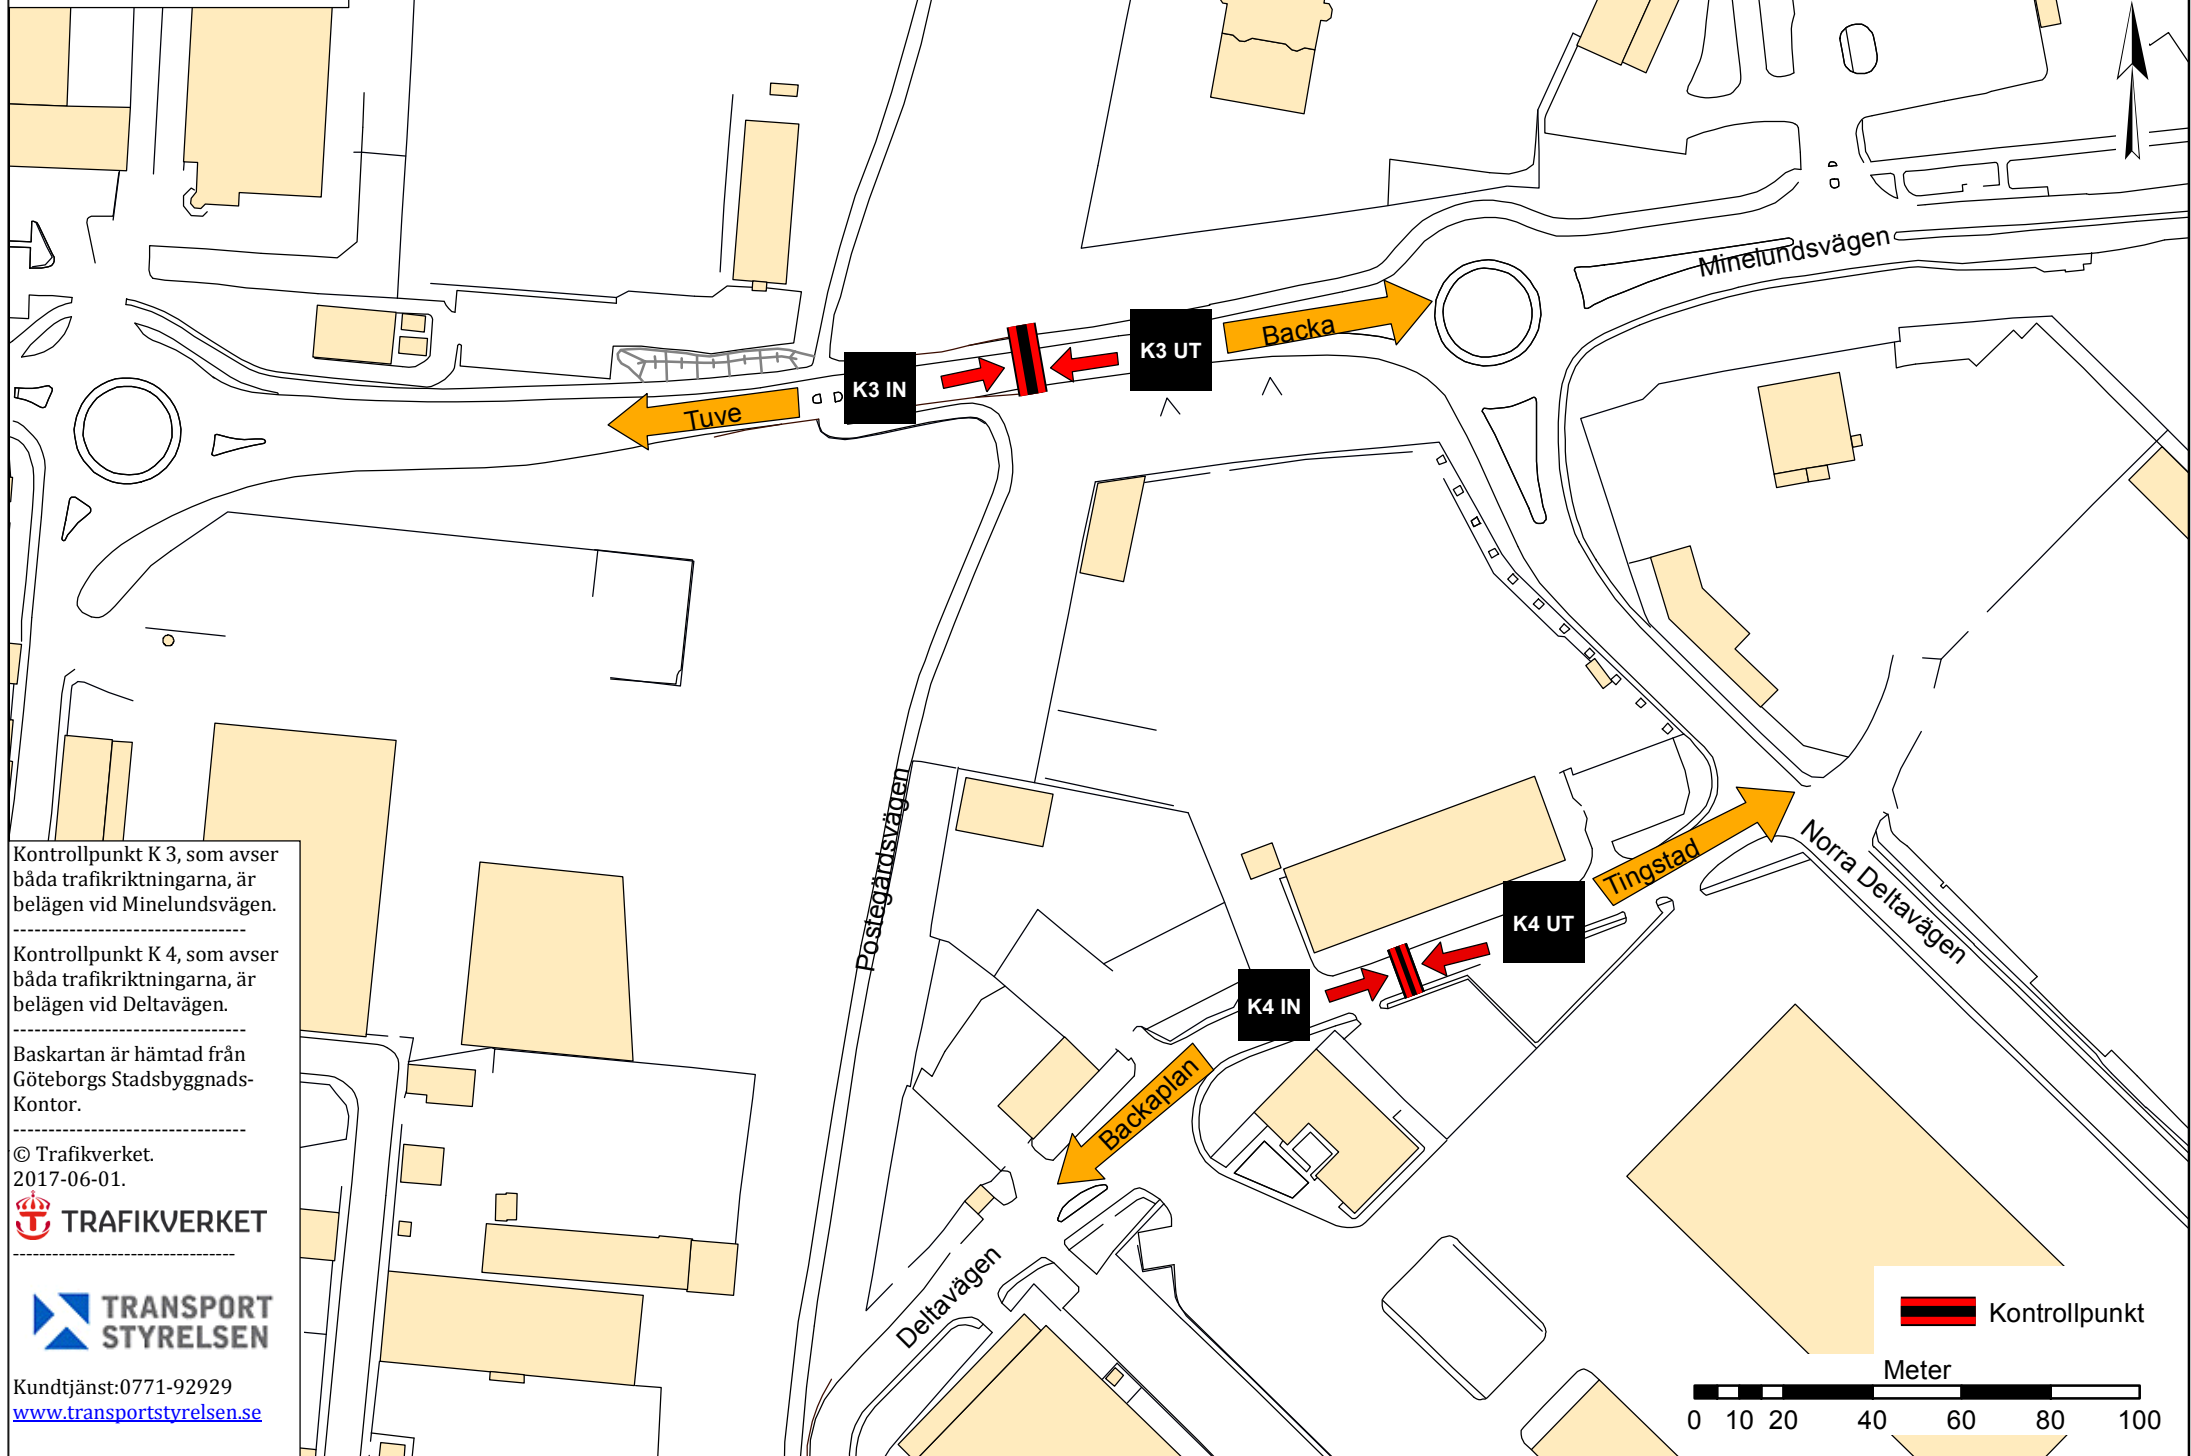 Minelundsvägen
Backa
K3 UT
K3 IN
Tuve
Postegärdsvägen
Tingstad
Norra Deltavägen
K4 UT
K4 IN
Backaplan
Deltavägen
Kontrollpunkt K 3, som avser
båda trafikriktningarna, är
belägen vid Minelundsvägen.
---------------------------------
Kontrollpunkt K 4, som avser
båda trafikriktningarna, är
belägen vid Deltavägen.
---------------------------------
Baskartan är hämtad från
Göteborgs Stadsbyggnads-
Kontor.
---------------------------------
© Trafikverket.
2017-06-01.
TRAFIKVERKET
---------------------------------
TRANSPORT
STYRELSEN
Kundtjänst:0771-92929
www.transportstyrelsen.se
Kontrollpunkt
Meter
0 10 20 40 60 80 100